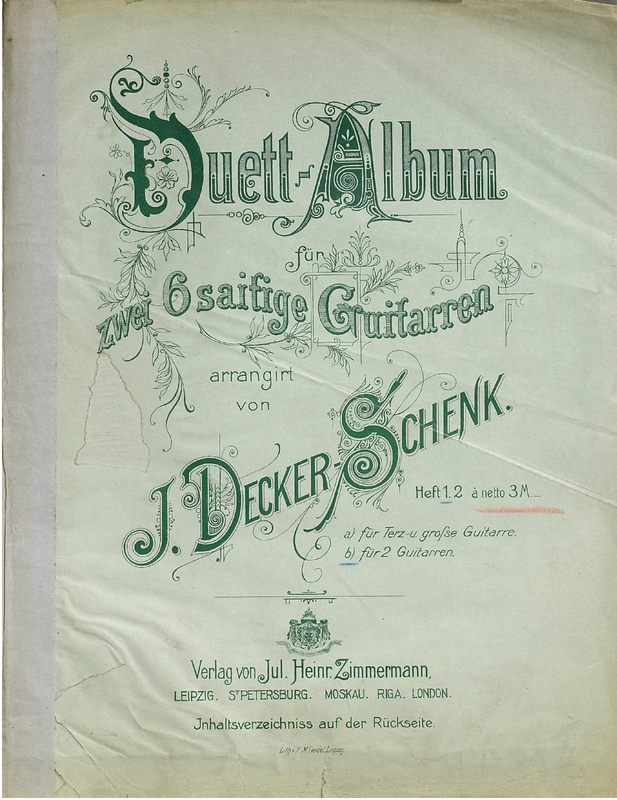 Duett-Album
für
zwei 6 saitige Guitarren
arrangirt
von
J. DECKER-SCHENK.
Heft 1. 2 à netto 3 M.
a) für Terz-u. große Guitarre.
b) für 2 Guitarren.
Verlag von Jul. Heinr. Zimmermann,
LEIPZIG. ST PETERSBURG. MOSKAU. RIGA. LONDON.
Inhaltsverzeichniss auf der Rückseite.
Leipzig